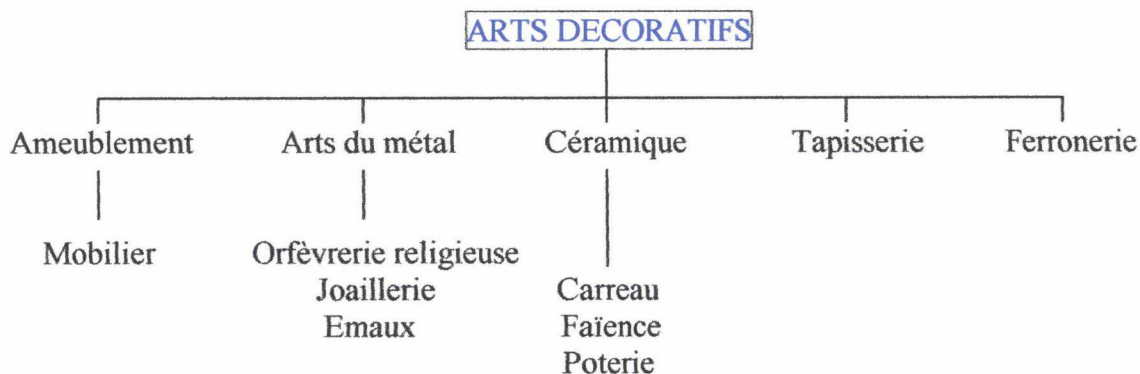 ARTS DECORATIFS
Ameublement Arts du métal Céramique Tapisserie Ferronerie
Mobilier Orfèvrerie religieuse
Joaillerie Carreau
Emaux Faïence
Poterie